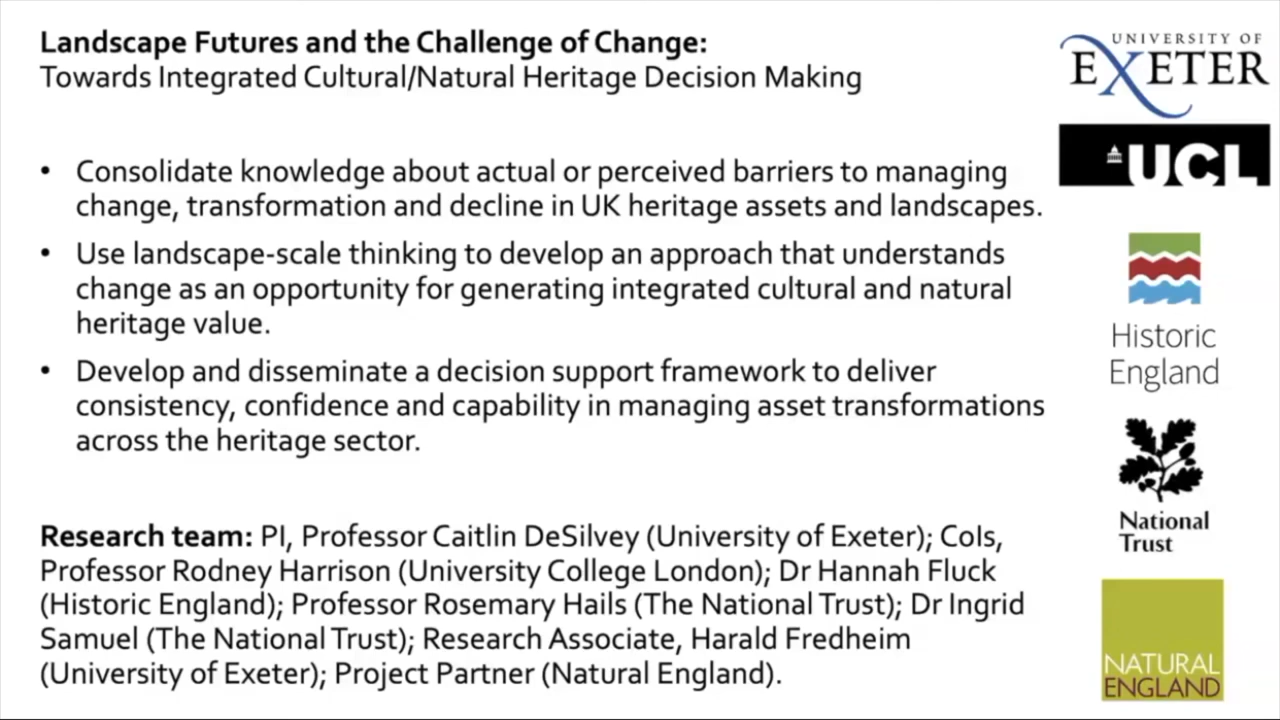 Landscape Futures and the Challenge of Change:
Towards Integrated Cultural/Natural Heritage Decision Making
• Consolidate knowledge about actual or perceived barriers to managing
change, transformation and decline in UK heritage assets and landscapes.
• Use landscape-scale thinking to develop an approach that understands
change as an opportunity for generating integrated cultural and natural
heritage value.
• Develop and disseminate a decision support framework to deliver
consistency, confidence and capability in managing asset transformations
across the heritage sector.
Research team: PI, Professor Caitlin DeSilvey (University of Exeter); CoIs,
Professor Rodney Harrison (University College London); Dr Hannah Fluck
(Historic England); Professor Rosemary Hails (The National Trust); Dr Ingrid
Samuel (The National Trust); Research Associate, Harald Fredheim
(University of Exeter); Project Partner (Natural England).
UNIVERSITY OF
EXETER
UCL
Historic
England
National
Trust
NATURAL
ENGLAND